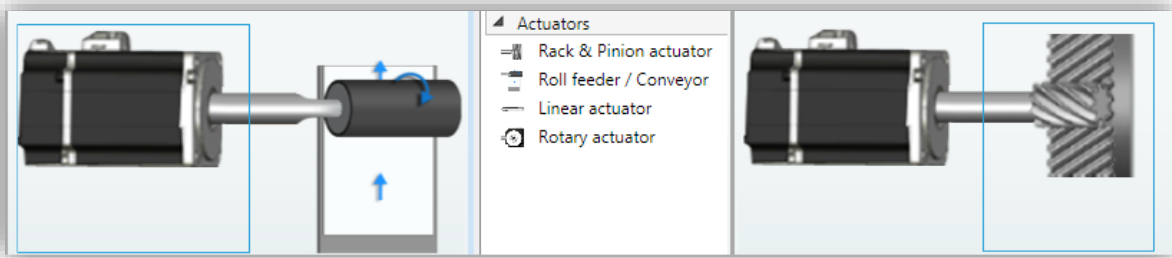 Actuators
Rack & Pinion actuator
Roll feeder / Conveyor
Linear actuator
Rotary actuator